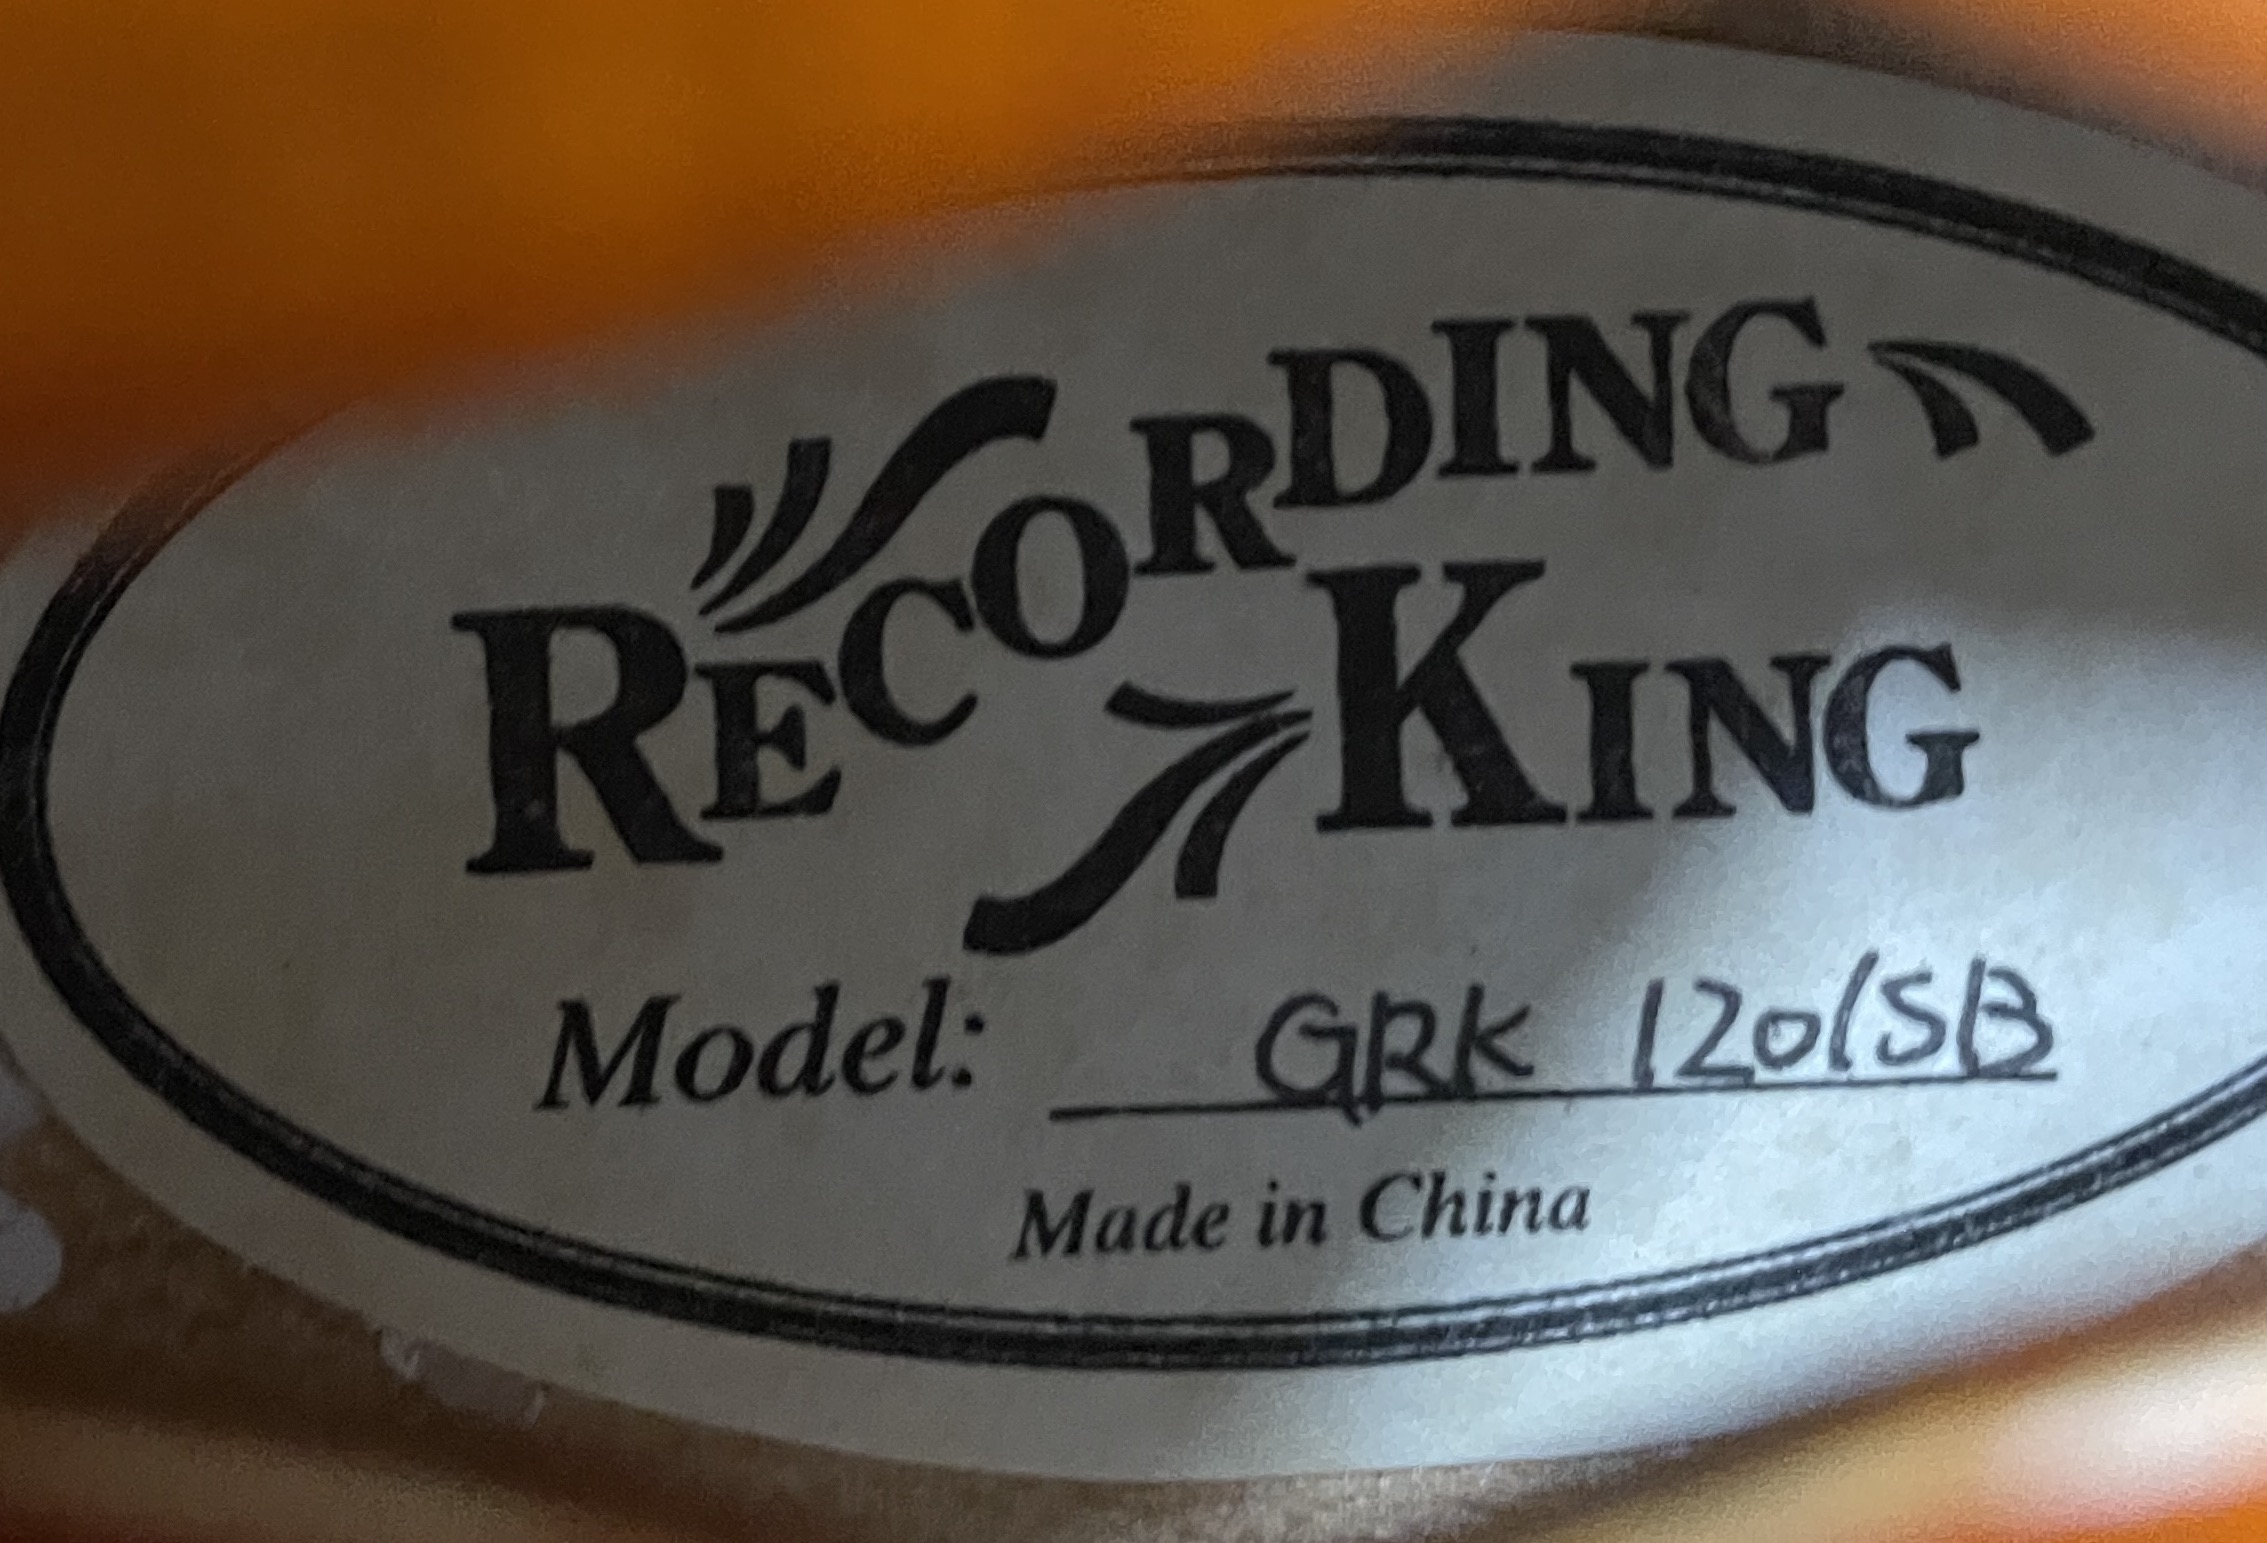 RECORDING
KING
Model: GRK 120/SB
Made in China